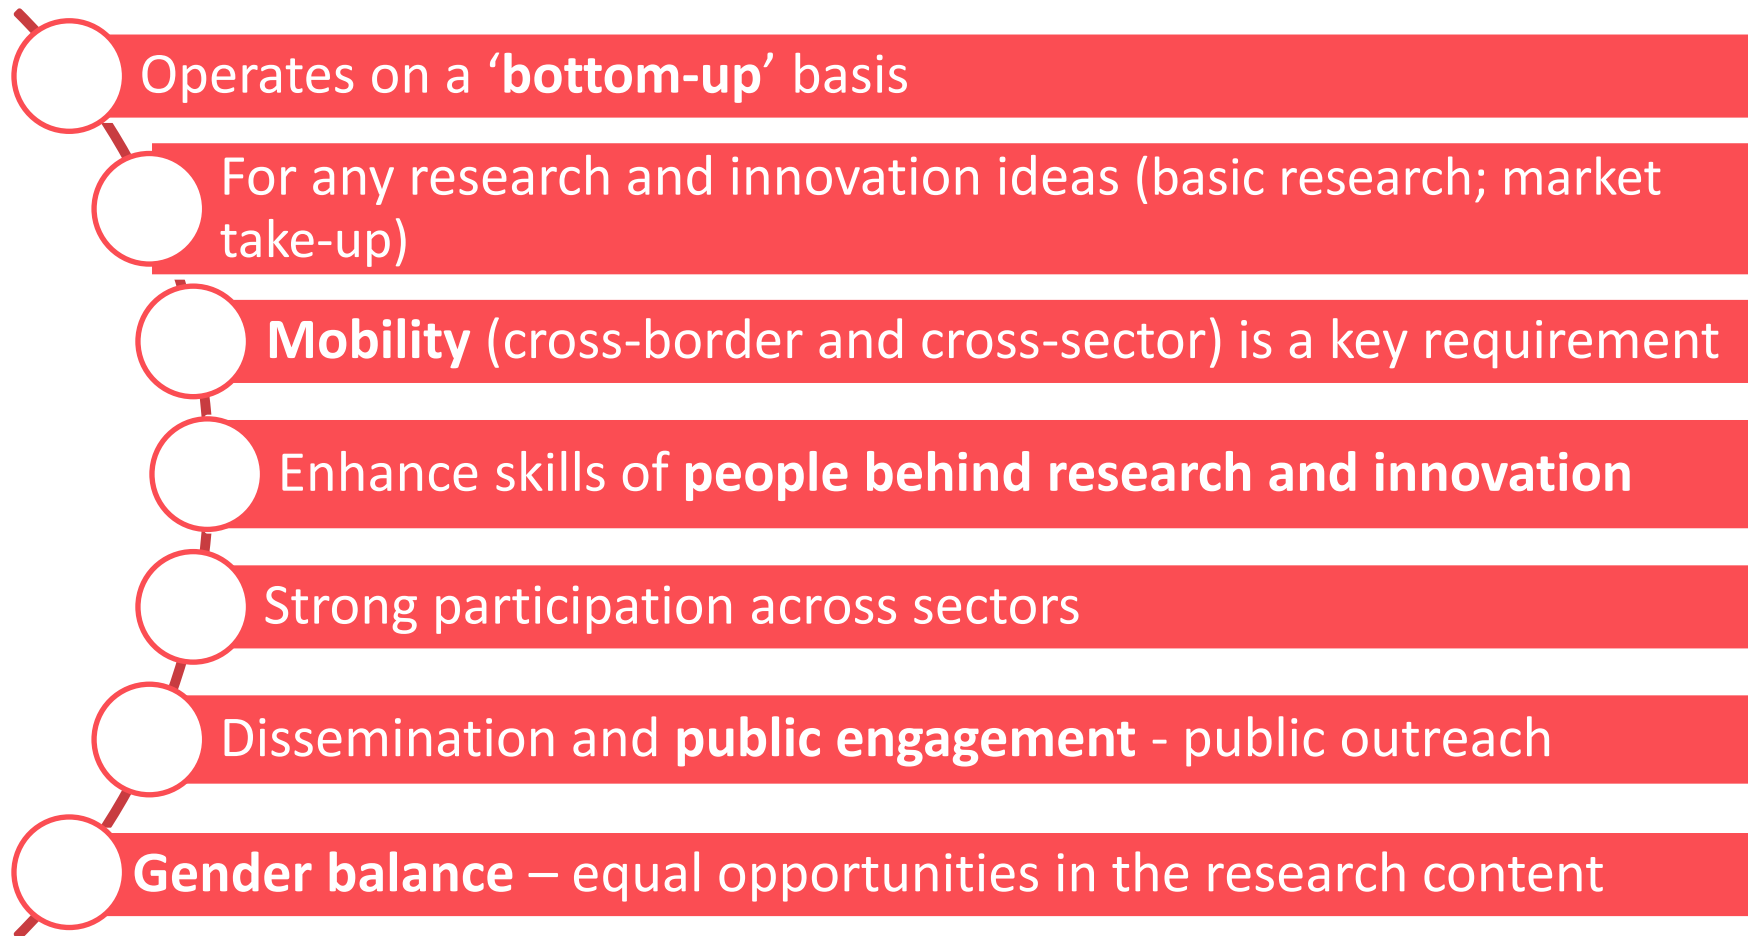 Operates on a ‘bottom-up’ basis
For any research and innovation ideas (basic research; market
take-up)
Mobility (cross-border and cross-sector) is a key requirement
Enhance skills of people behind research and innovation
Strong participation across sectors
Dissemination and public engagement - public outreach
Gender balance – equal opportunities in the research content